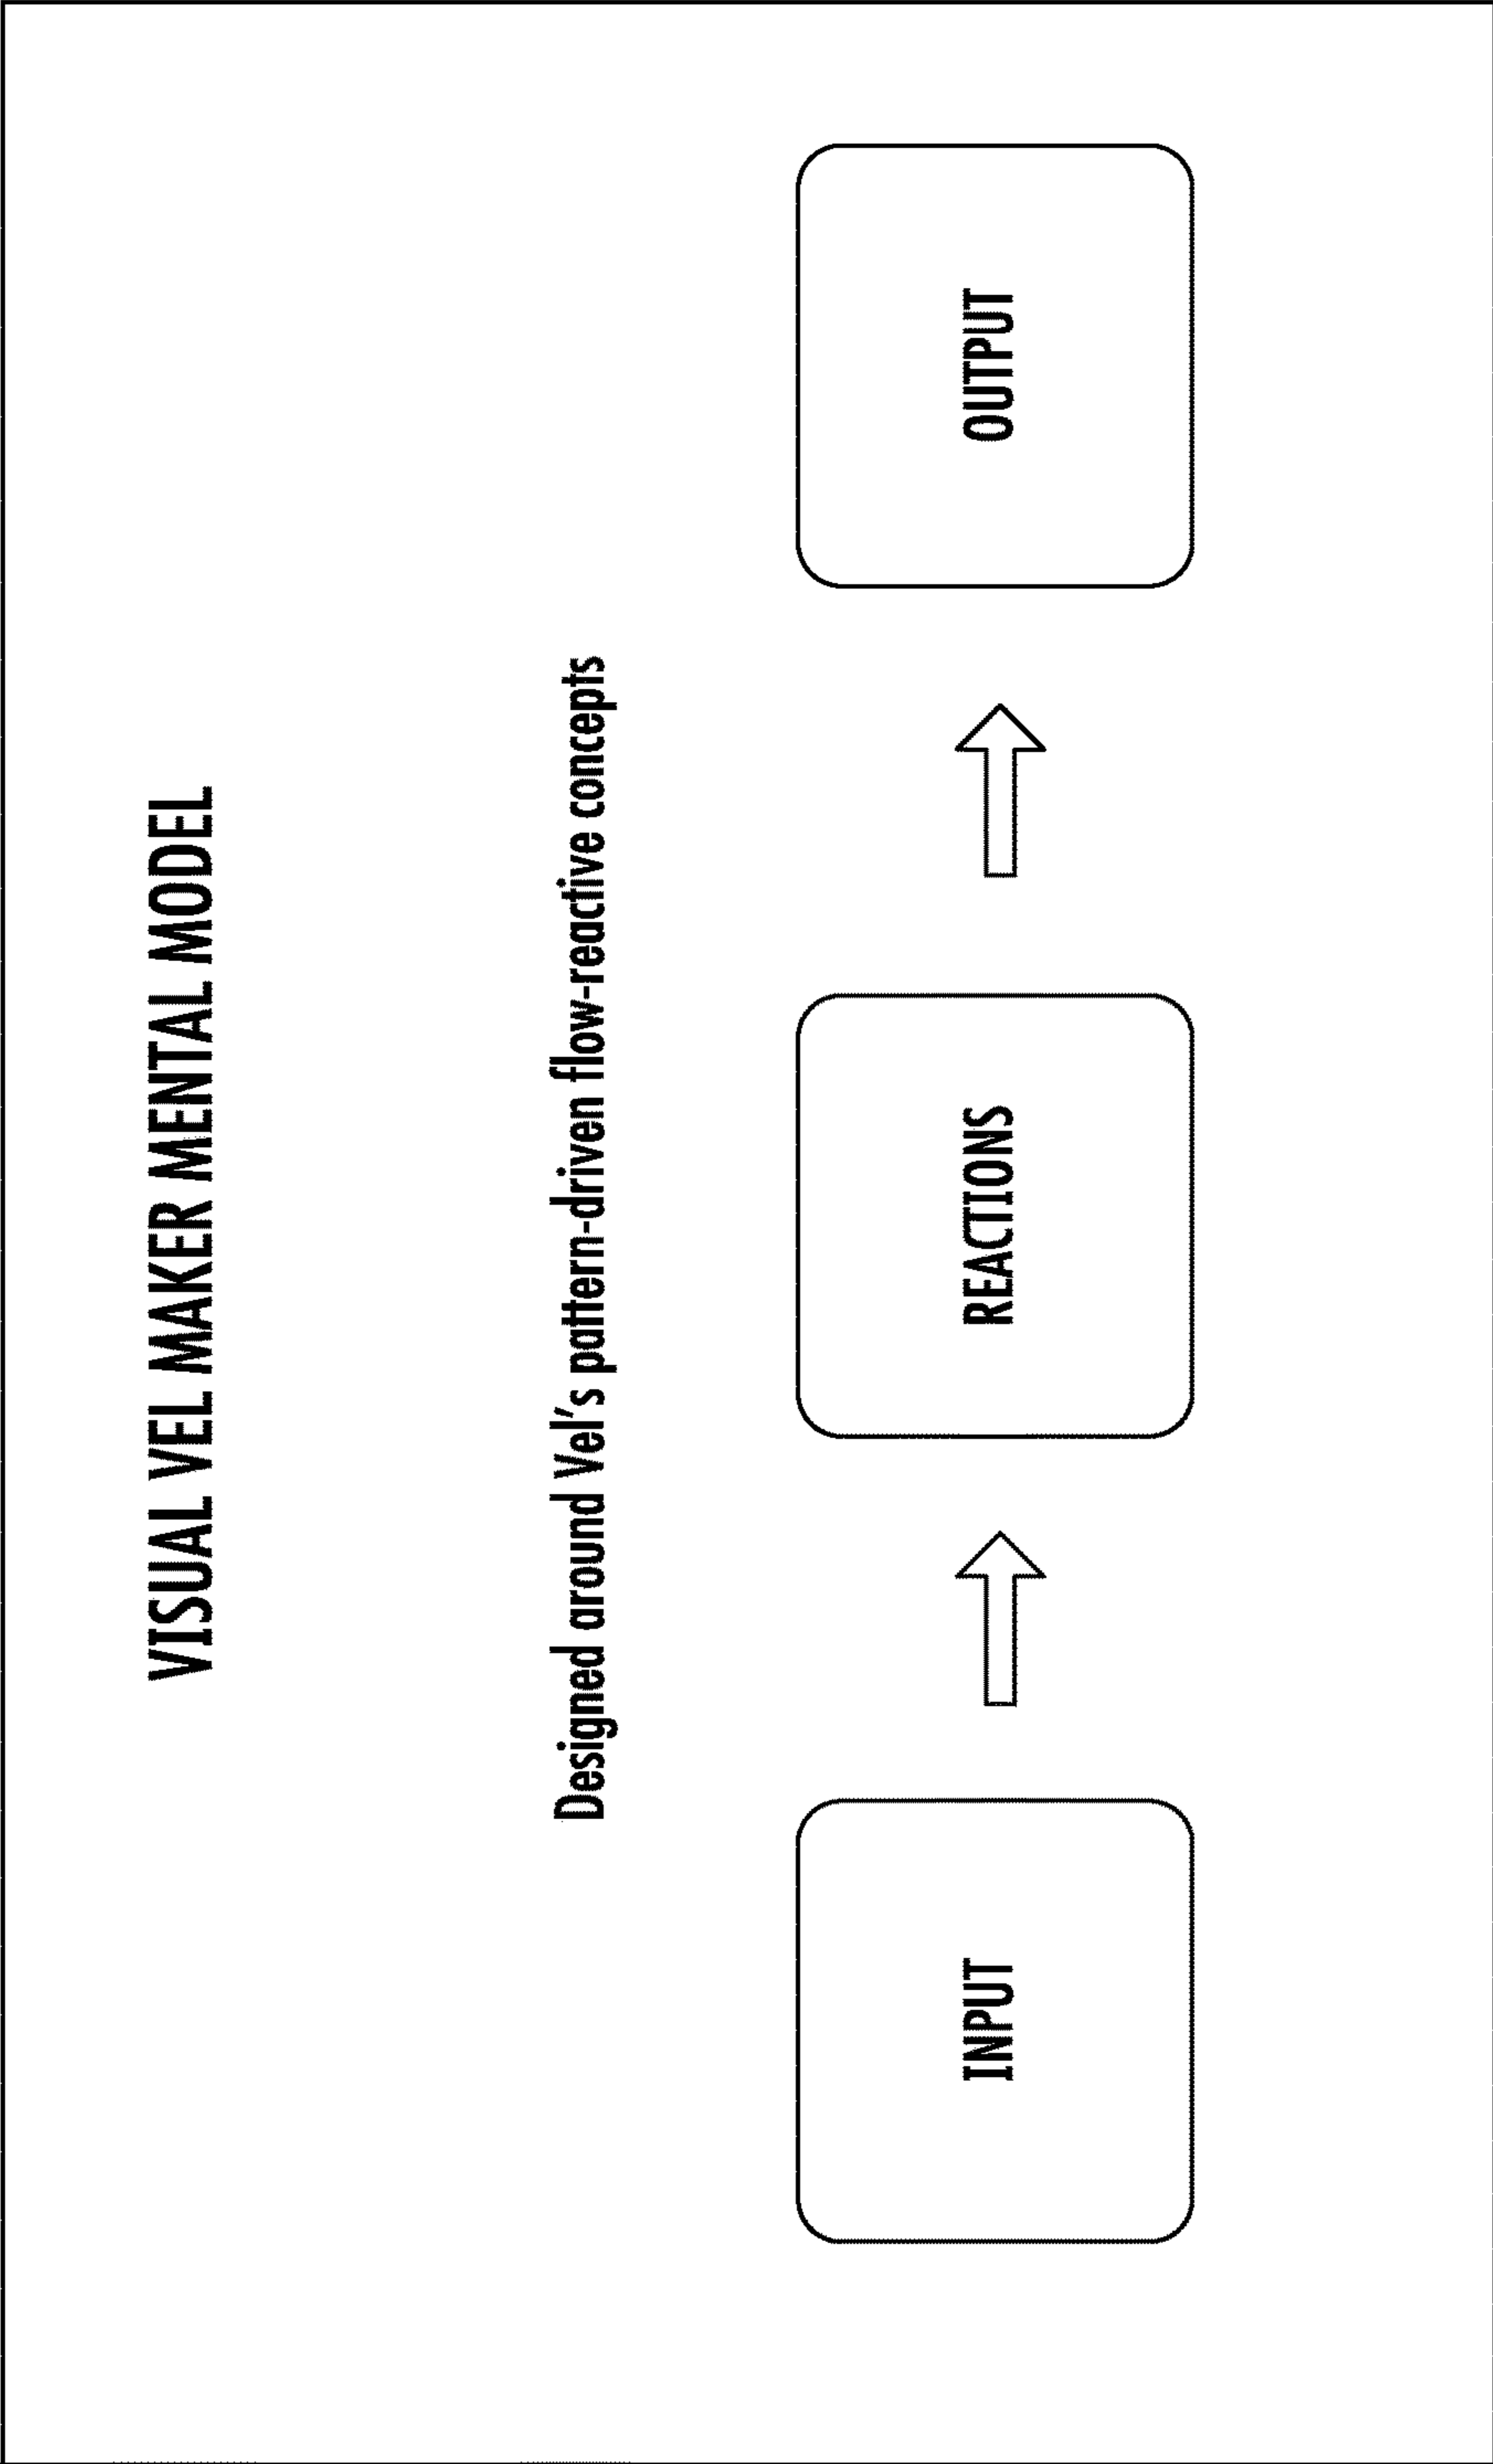 VISUAL VEL MAKER MENTAL MODEL
Designed around Vel's pattern-driven flow-reactive concepts
INPUT
REACTIONS
OUTPUT